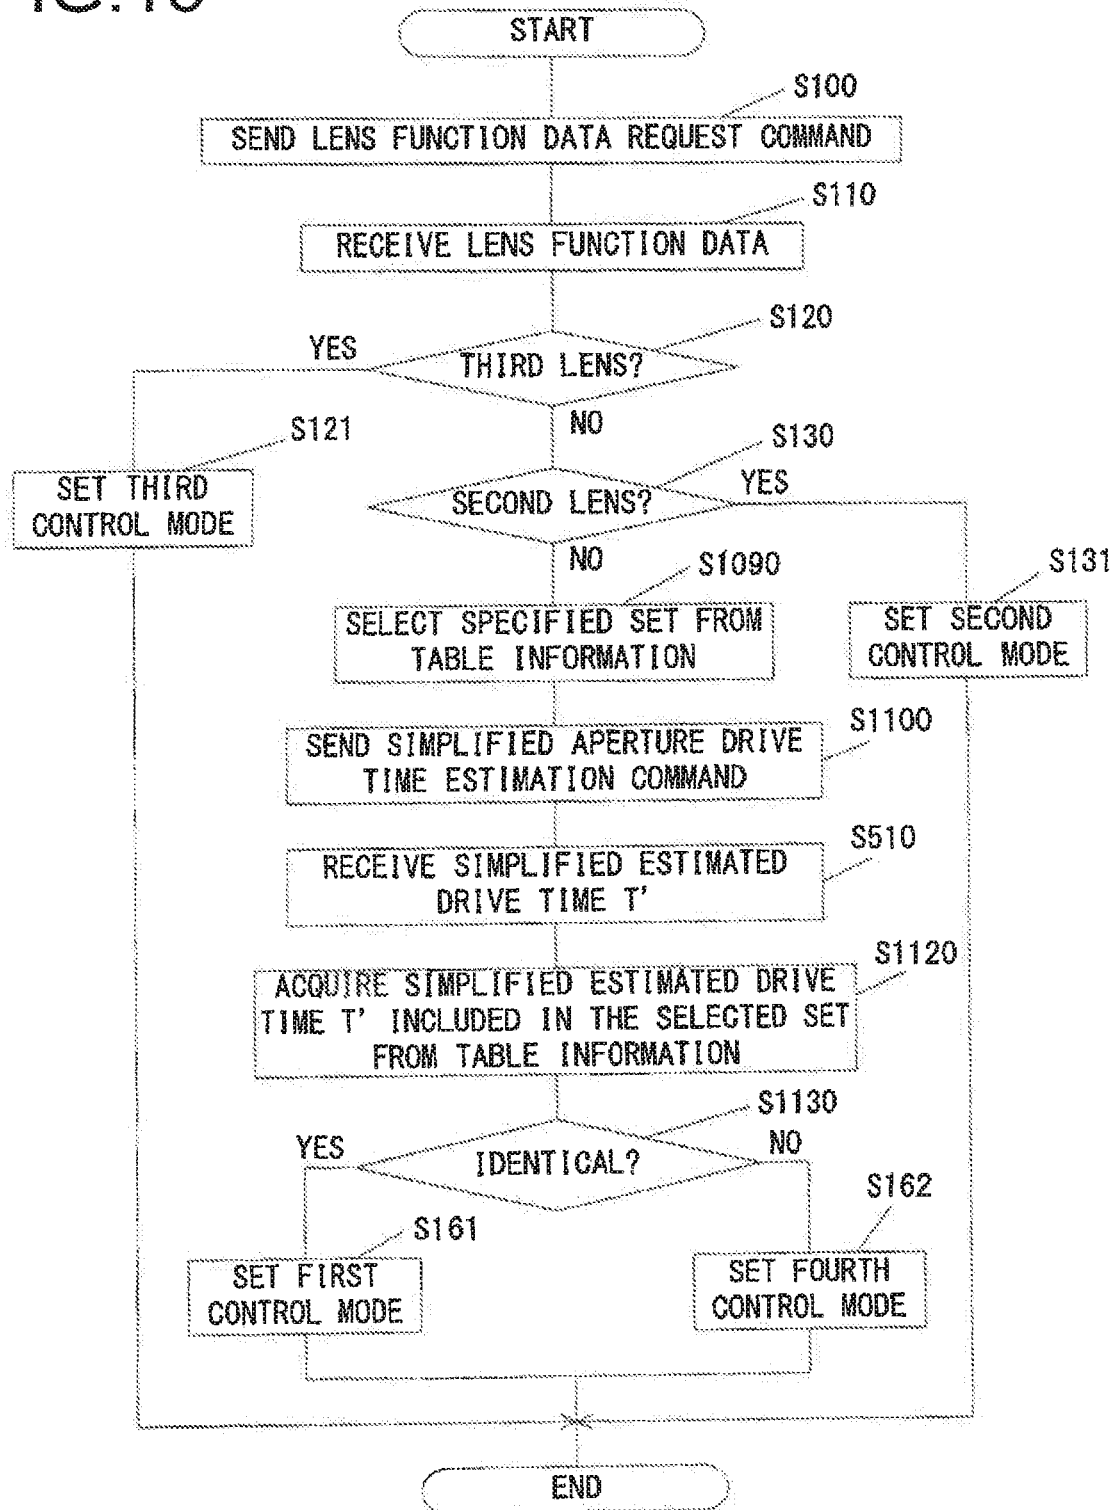 START
S100
SEND LENS FUNCTION DATA REQUEST COMMAND
S110
RECEIVE LENS FUNCTION DATA
S120
YES
THIRD LENS?
NO
S121
SET THIRD
CONTROL MODE
S130
SECOND LENS?
YES
NO
S1090
SELECT SPECIFIED SET FROM
TABLE INFORMATION
S131
SET SECOND
CONTROL MODE
S1100
SEND SIMPLIFIED APERTURE DRIVE
TIME ESTIMATION COMMAND
S510
RECEIVE SIMPLIFIED ESTIMATED
DRIVE TIME T'
S1120
ACQUIRE SIMPLIFIED ESTIMATED DRIVE
TIME T' INCLUDED IN THE SELECTED SET
FROM TABLE INFORMATION
S1130
YES
IDENTICAL?
NO
S161
SET FIRST
CONTROL MODE
S162
SET FOURTH
CONTROL MODE
END